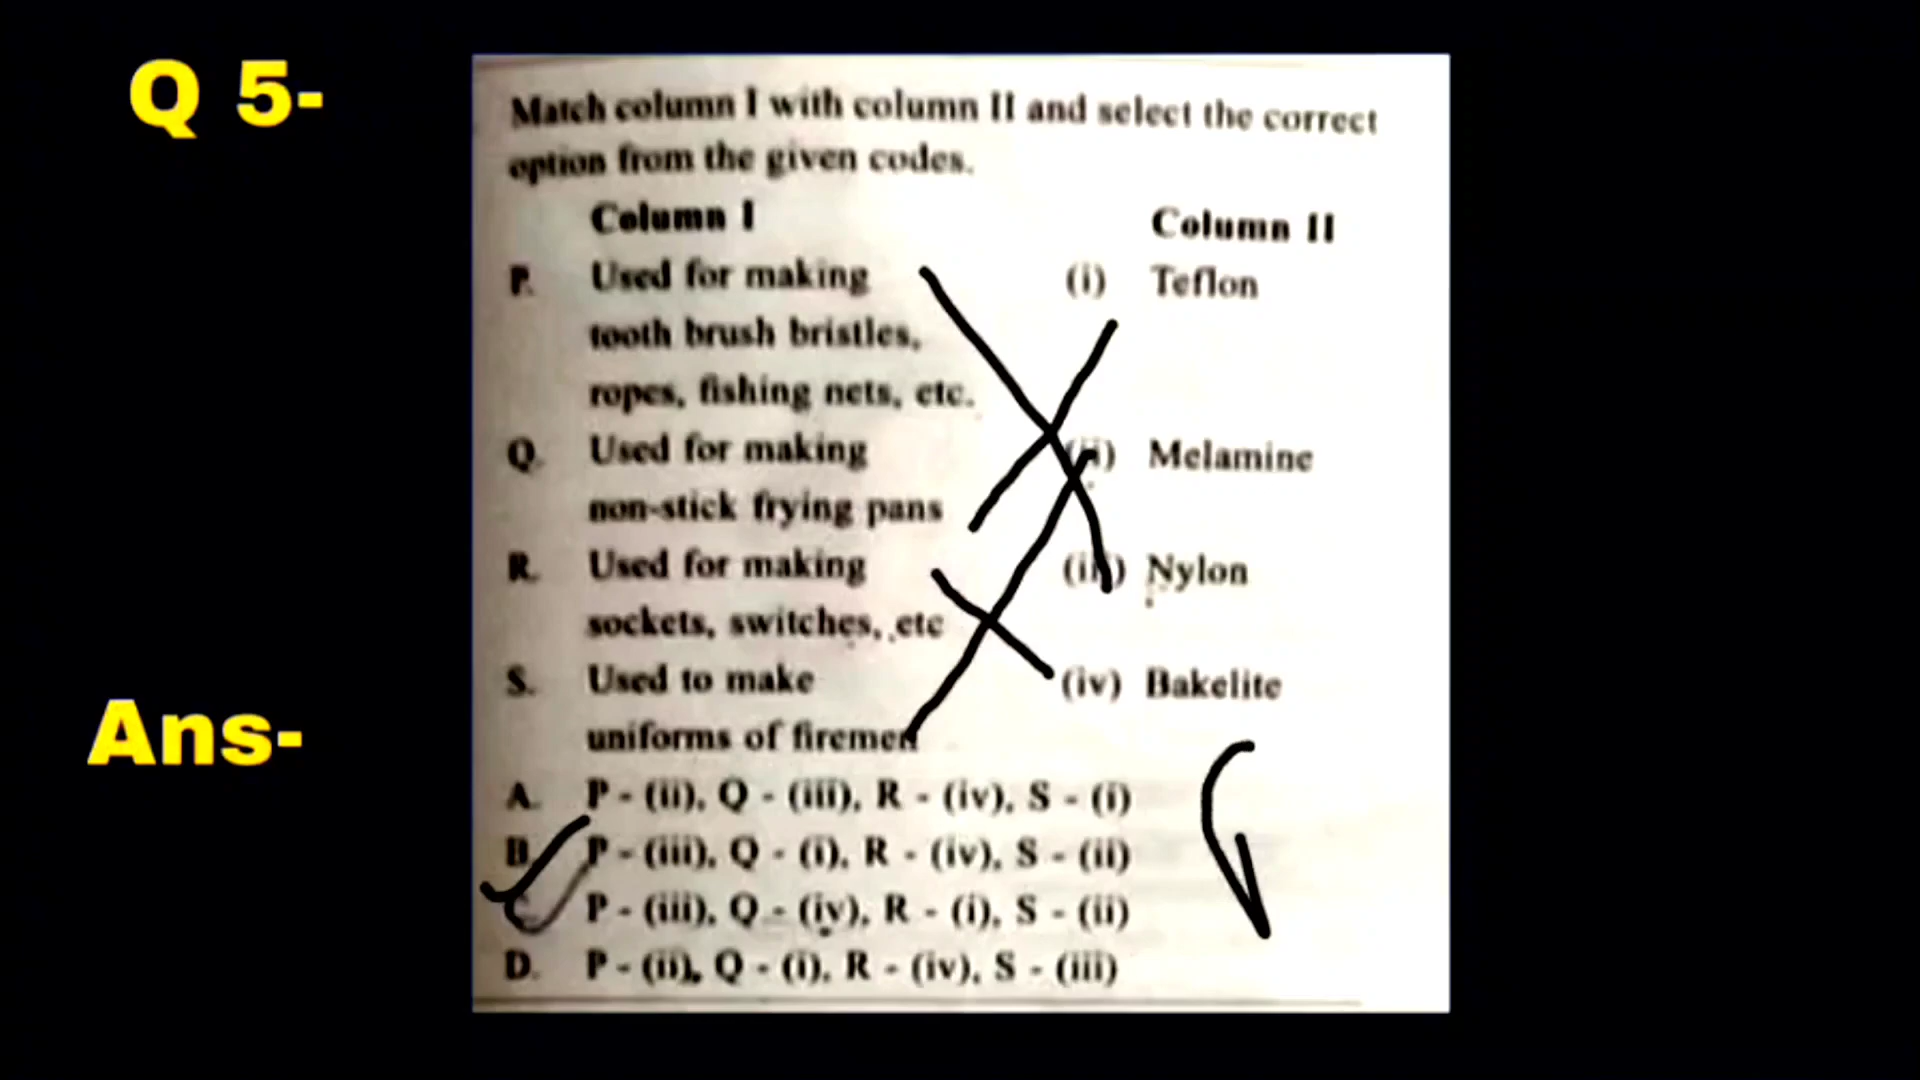 Q 5-
Match column I with column II and select the correct
option from the given codes.
Column I Column II
P. Used for making (i) Teflon
tooth brush bristles,
ropes, fishing nets, etc.
Q. Used for making (ii) Melamine
non-stick frying pans
R. Used for making (iii) Nylon
sockets, switches, etc
S. Used to make (iv) Bakelite
uniforms of firemen
Ans-
A. P - (ii), Q - (iii), R - (iv), S - (i)
B. P - (iii), Q - (i), R - (iv), S - (ii)
C. P - (iii), Q - (iv), R - (i), S - (ii)
D. P - (ii), Q - (i), R - (iv), S - (iii)